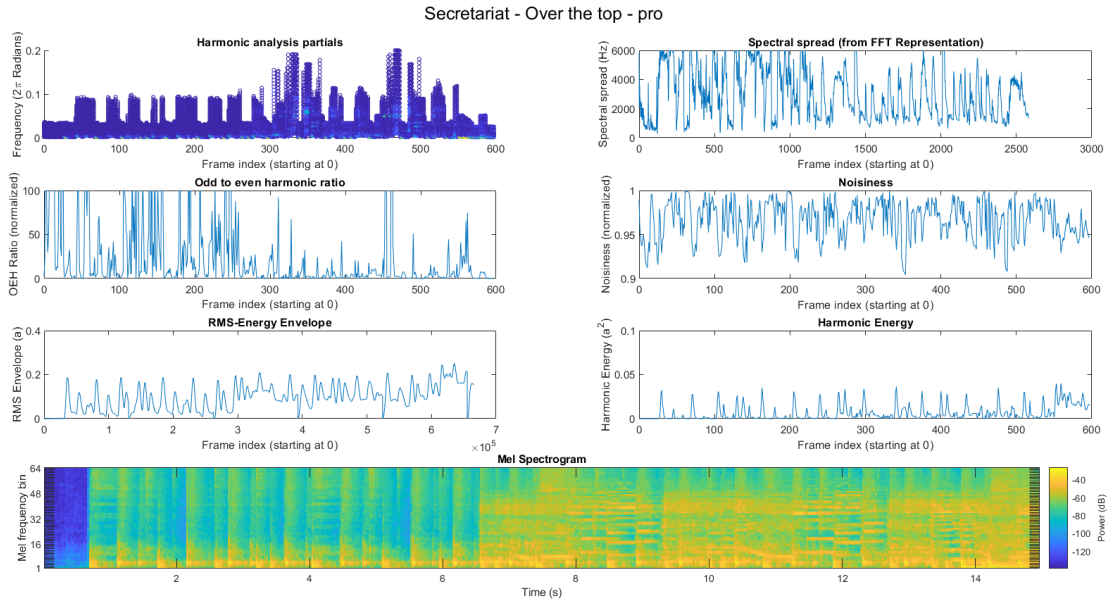 Secretariat - Over the top - pro
Harmonic analysis partials
Frequency (2π Radians)
0.2
0.1
0
0 100 200 300 400 500 600
Frame index (starting at 0)
Spectral spread (from FFT Representation)
Spectral spread (Hz)
6000
4000
2000
0
0 500 1000 1500 2000 2500 3000
Frame index (starting at 0)
Odd to even harmonic ratio
OEH Ratio (normalized)
100
50
0
0 100 200 300 400 500 600
Frame index (starting at 0)
Noisiness
Noisiness (normalized)
1
0.95
0.9
0 100 200 300 400 500 600
Frame index (starting at 0)
RMS-Energy Envelope
RMS Envelope (a)
0.4
0.2
0
0 1 2 3 4 5 6 7
×10⁵
Frame index (starting at 0)
Harmonic Energy
Harmonic Energy (a²)
0.1
0.05
0
0 100 200 300 400 500 600
Frame index (starting at 0)
Mel Spectrogram
Mel frequency bin
64
48
32
16
1
2 4 6 8 10 12 14
Time (s)
-40
-60
-80
-100
-120
Power (dB)